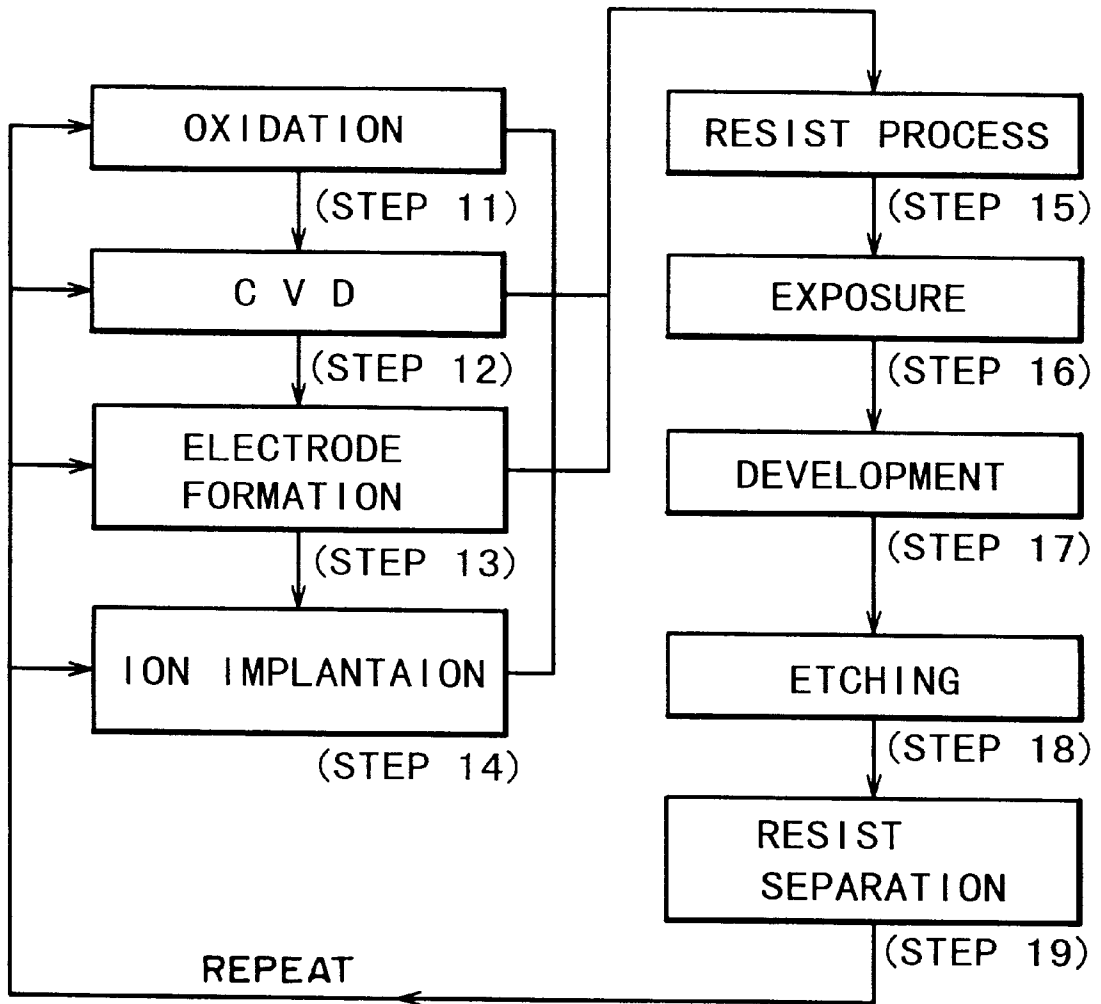 OXIDATION
(STEP 11)
CVD
(STEP 12)
ELECTRODE
FORMATION
(STEP 13)
ION IMPLANTAION
(STEP 14)
RESIST PROCESS
(STEP 15)
EXPOSURE
(STEP 16)
DEVELOPMENT
(STEP 17)
ETCHING
(STEP 18)
RESIST
SEPARATION
(STEP 19)
REPEAT